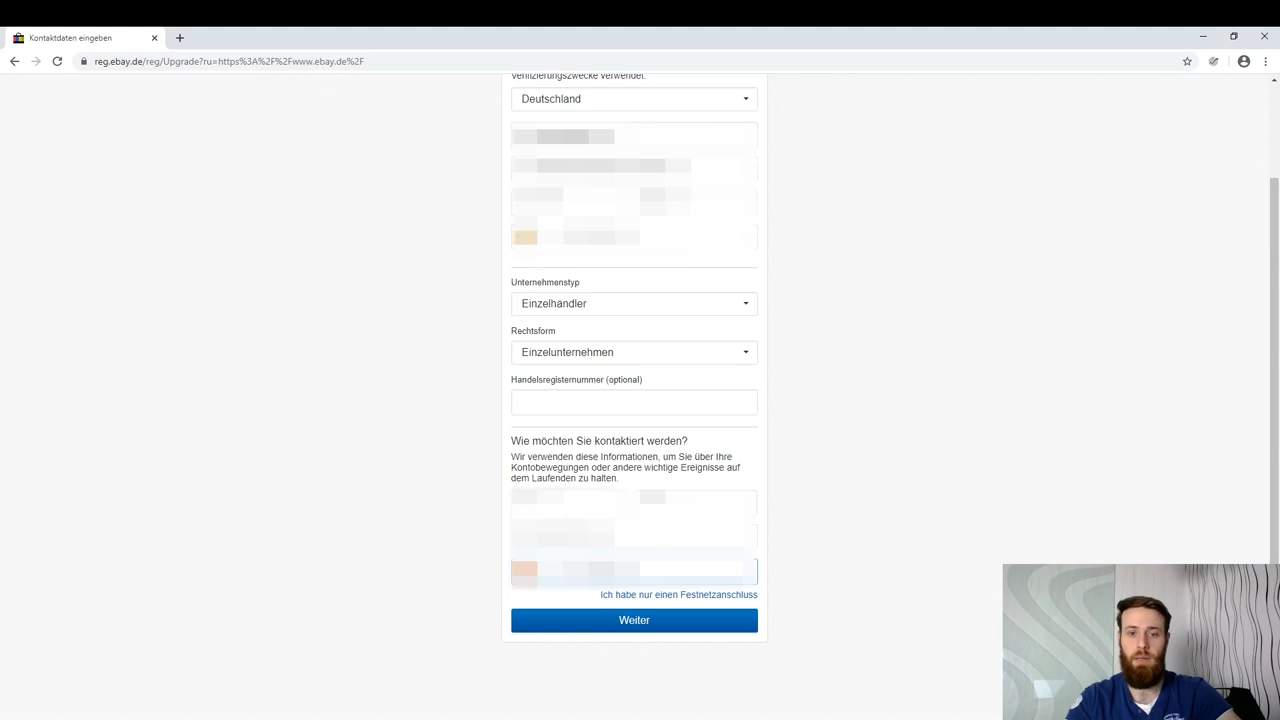 Kontaktdaten eingeben
reg.ebay.de/reg/Upgrade?ru=https%3A%2F%2Fwww.ebay.de%2F
Verifizierungszwecke verwendet.
Deutschland
Unternehmenstyp
Einzelhändler
Rechtsform
Einzelunternehmen
Handelsregisternummer (optional)
Wie möchten Sie kontaktiert werden?
Wir verwenden diese Informationen, um Sie über Ihre
Kontobewegungen oder andere wichtige Ereignisse auf
dem Laufenden zu halten.
Ich habe nur einen Festnetzanschluss
Weiter